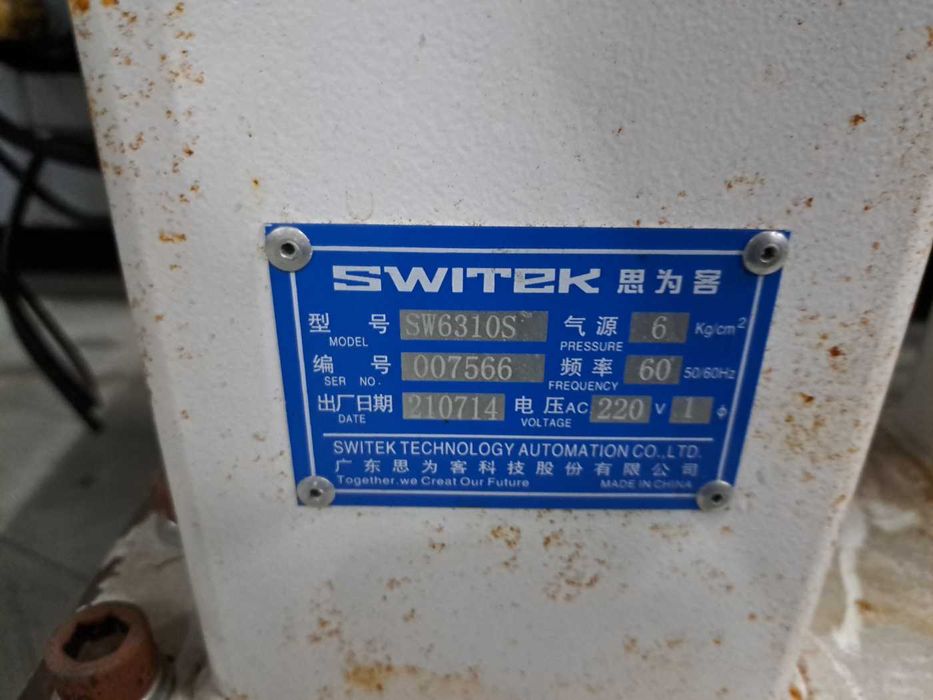 SWITEK 思为客
型 号 SW6310S 气 源 6 Kg/cm²
MODEL PRESSURE
编 号 007566 频 率 60 50/60Hz
SER NO. FREQUENCY
出厂日期 210714 电 压 AC 220 V 1 ϕ
DATE VOLTAGE
SWITEK TECHNOLOGY AUTOMATION CO.,LTD.
广东思为客科技股份有限公司
Together.we Creat Our Future MADE IN CHINA